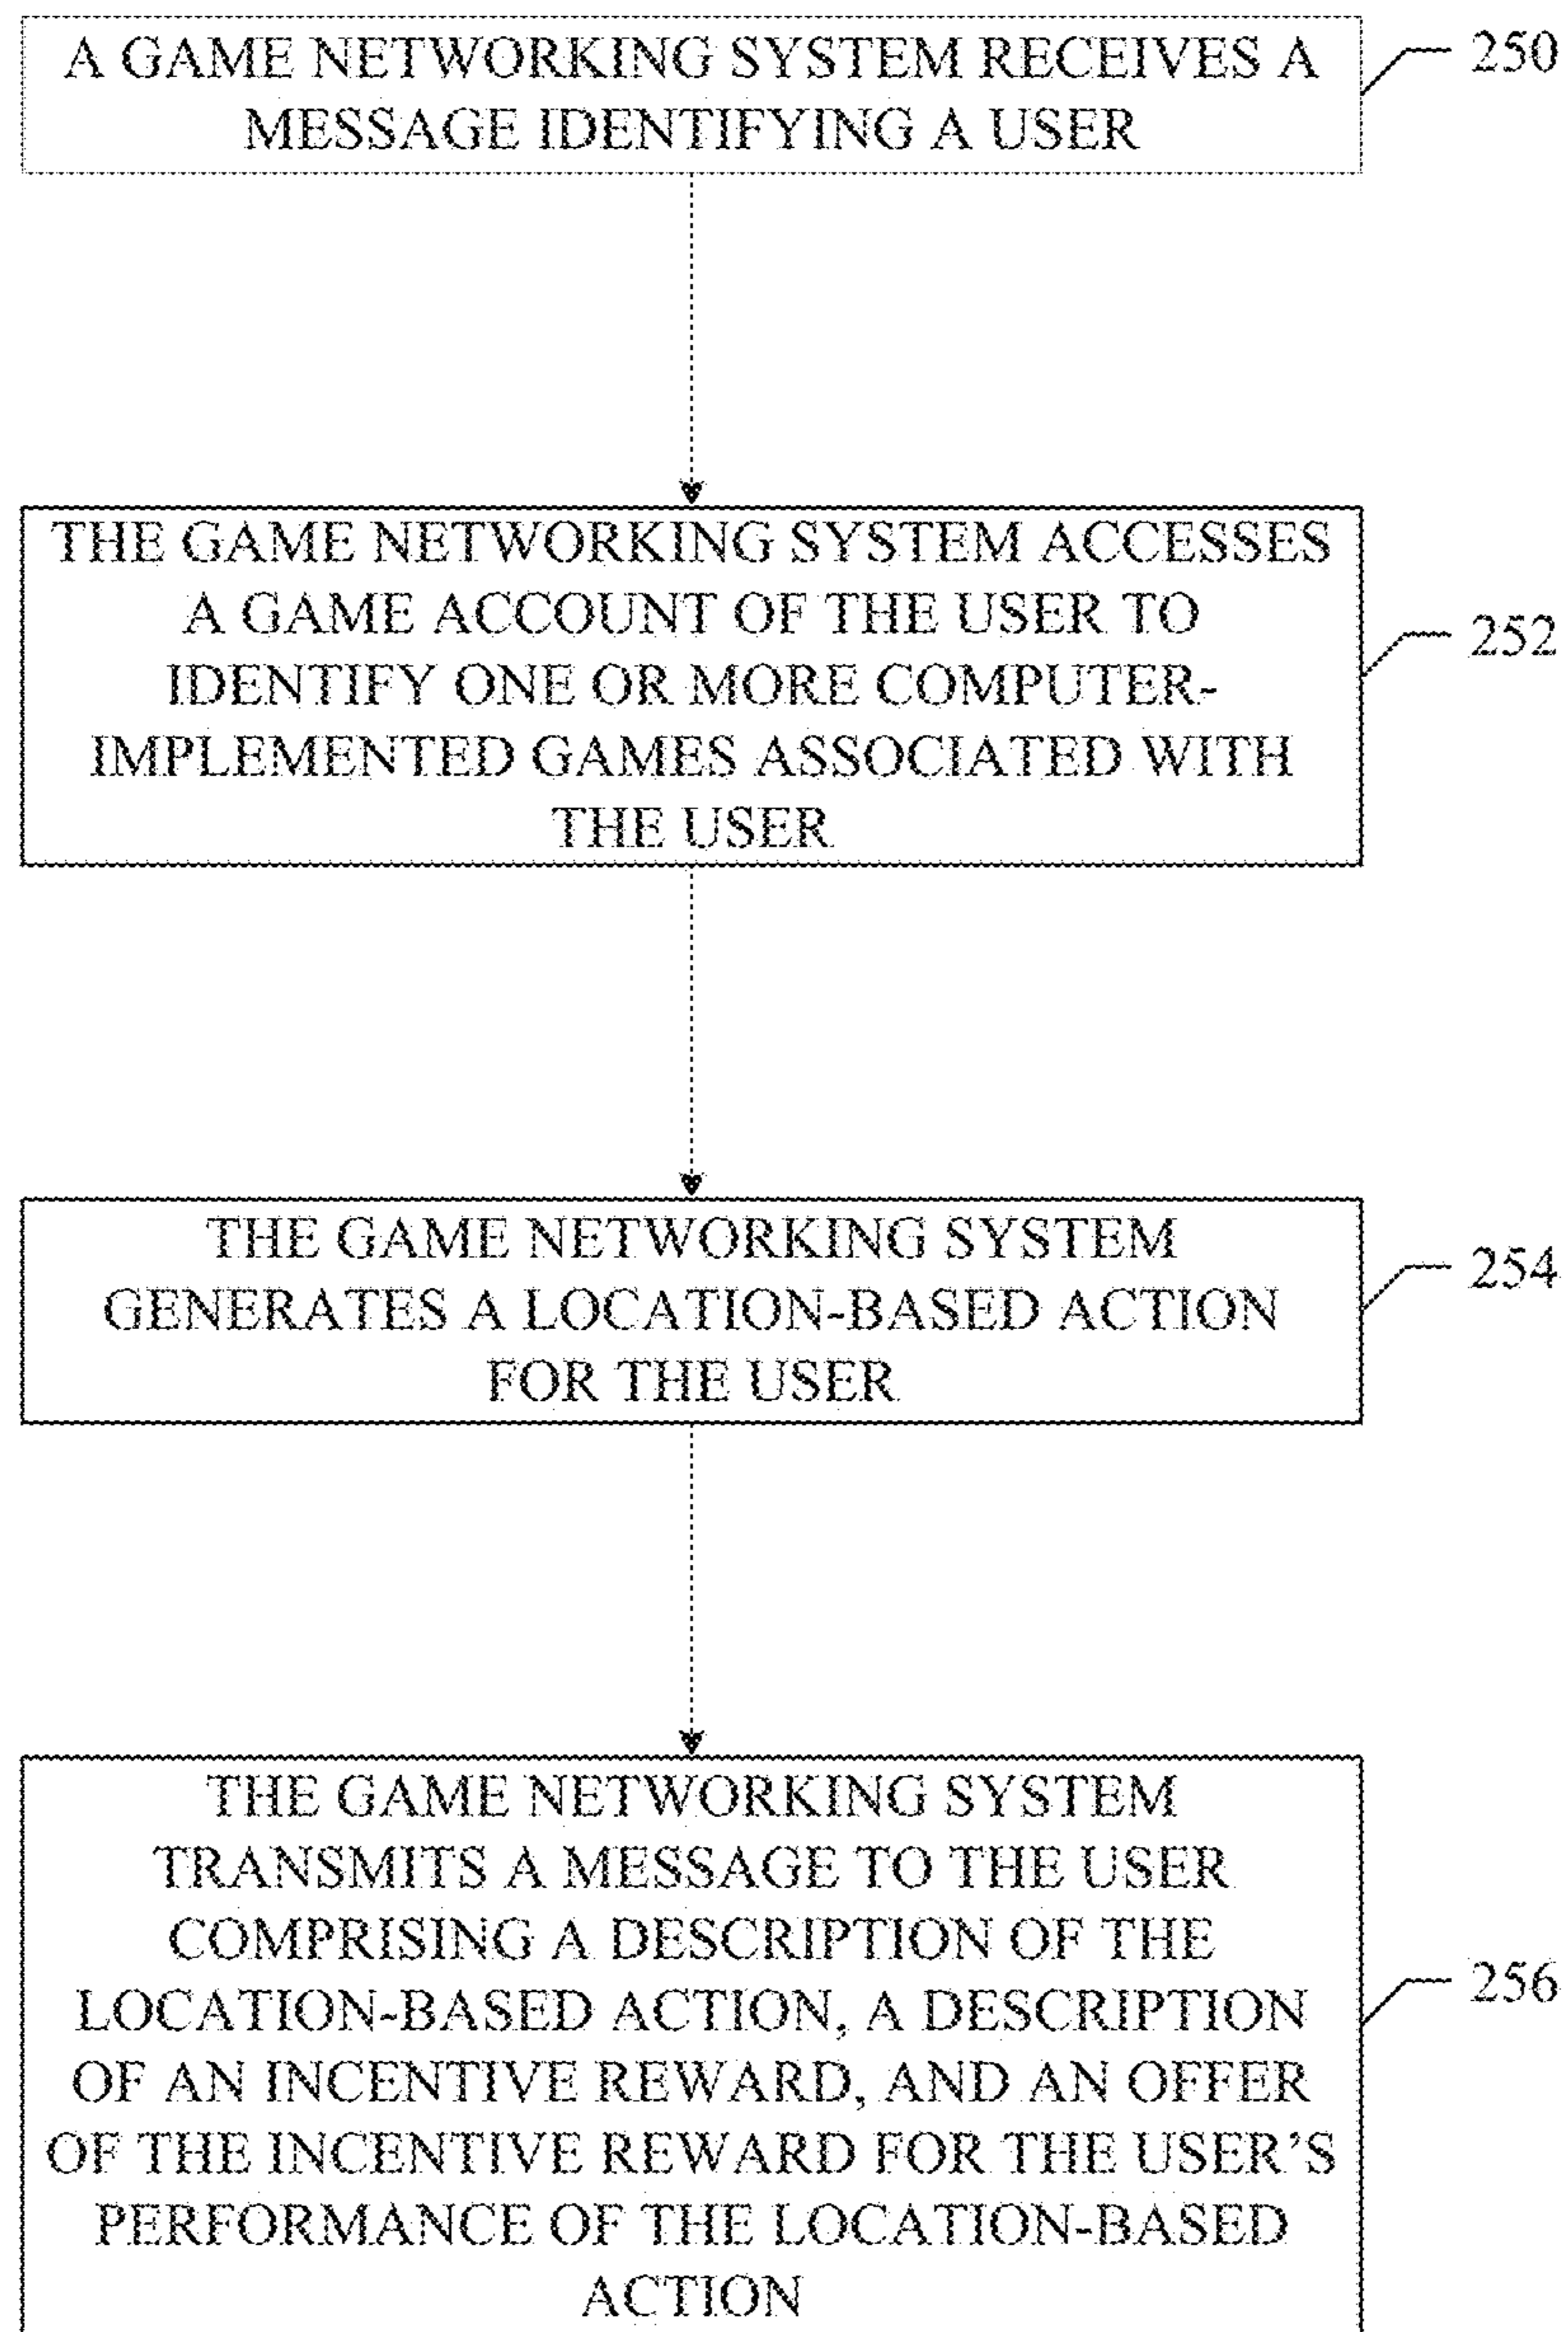 A GAME NETWORKING SYSTEM RECEIVES A
MESSAGE IDENTIFYING A USER
250
THE GAME NETWORKING SYSTEM ACCESSES
A GAME ACCOUNT OF THE USER TO
IDENTIFY ONE OR MORE COMPUTER-
IMPLEMENTED GAMES ASSOCIATED WITH
THE USER
252
THE GAME NETWORKING SYSTEM
GENERATES A LOCATION-BASED ACTION
FOR THE USER
254
THE GAME NETWORKING SYSTEM
TRANSMITS A MESSAGE TO THE USER
COMPRISING A DESCRIPTION OF THE
LOCATION-BASED ACTION, A DESCRIPTION
OF AN INCENTIVE REWARD, AND AN OFFER
OF THE INCENTIVE REWARD FOR THE USER’S
PERFORMANCE OF THE LOCATION-BASED
ACTION
256